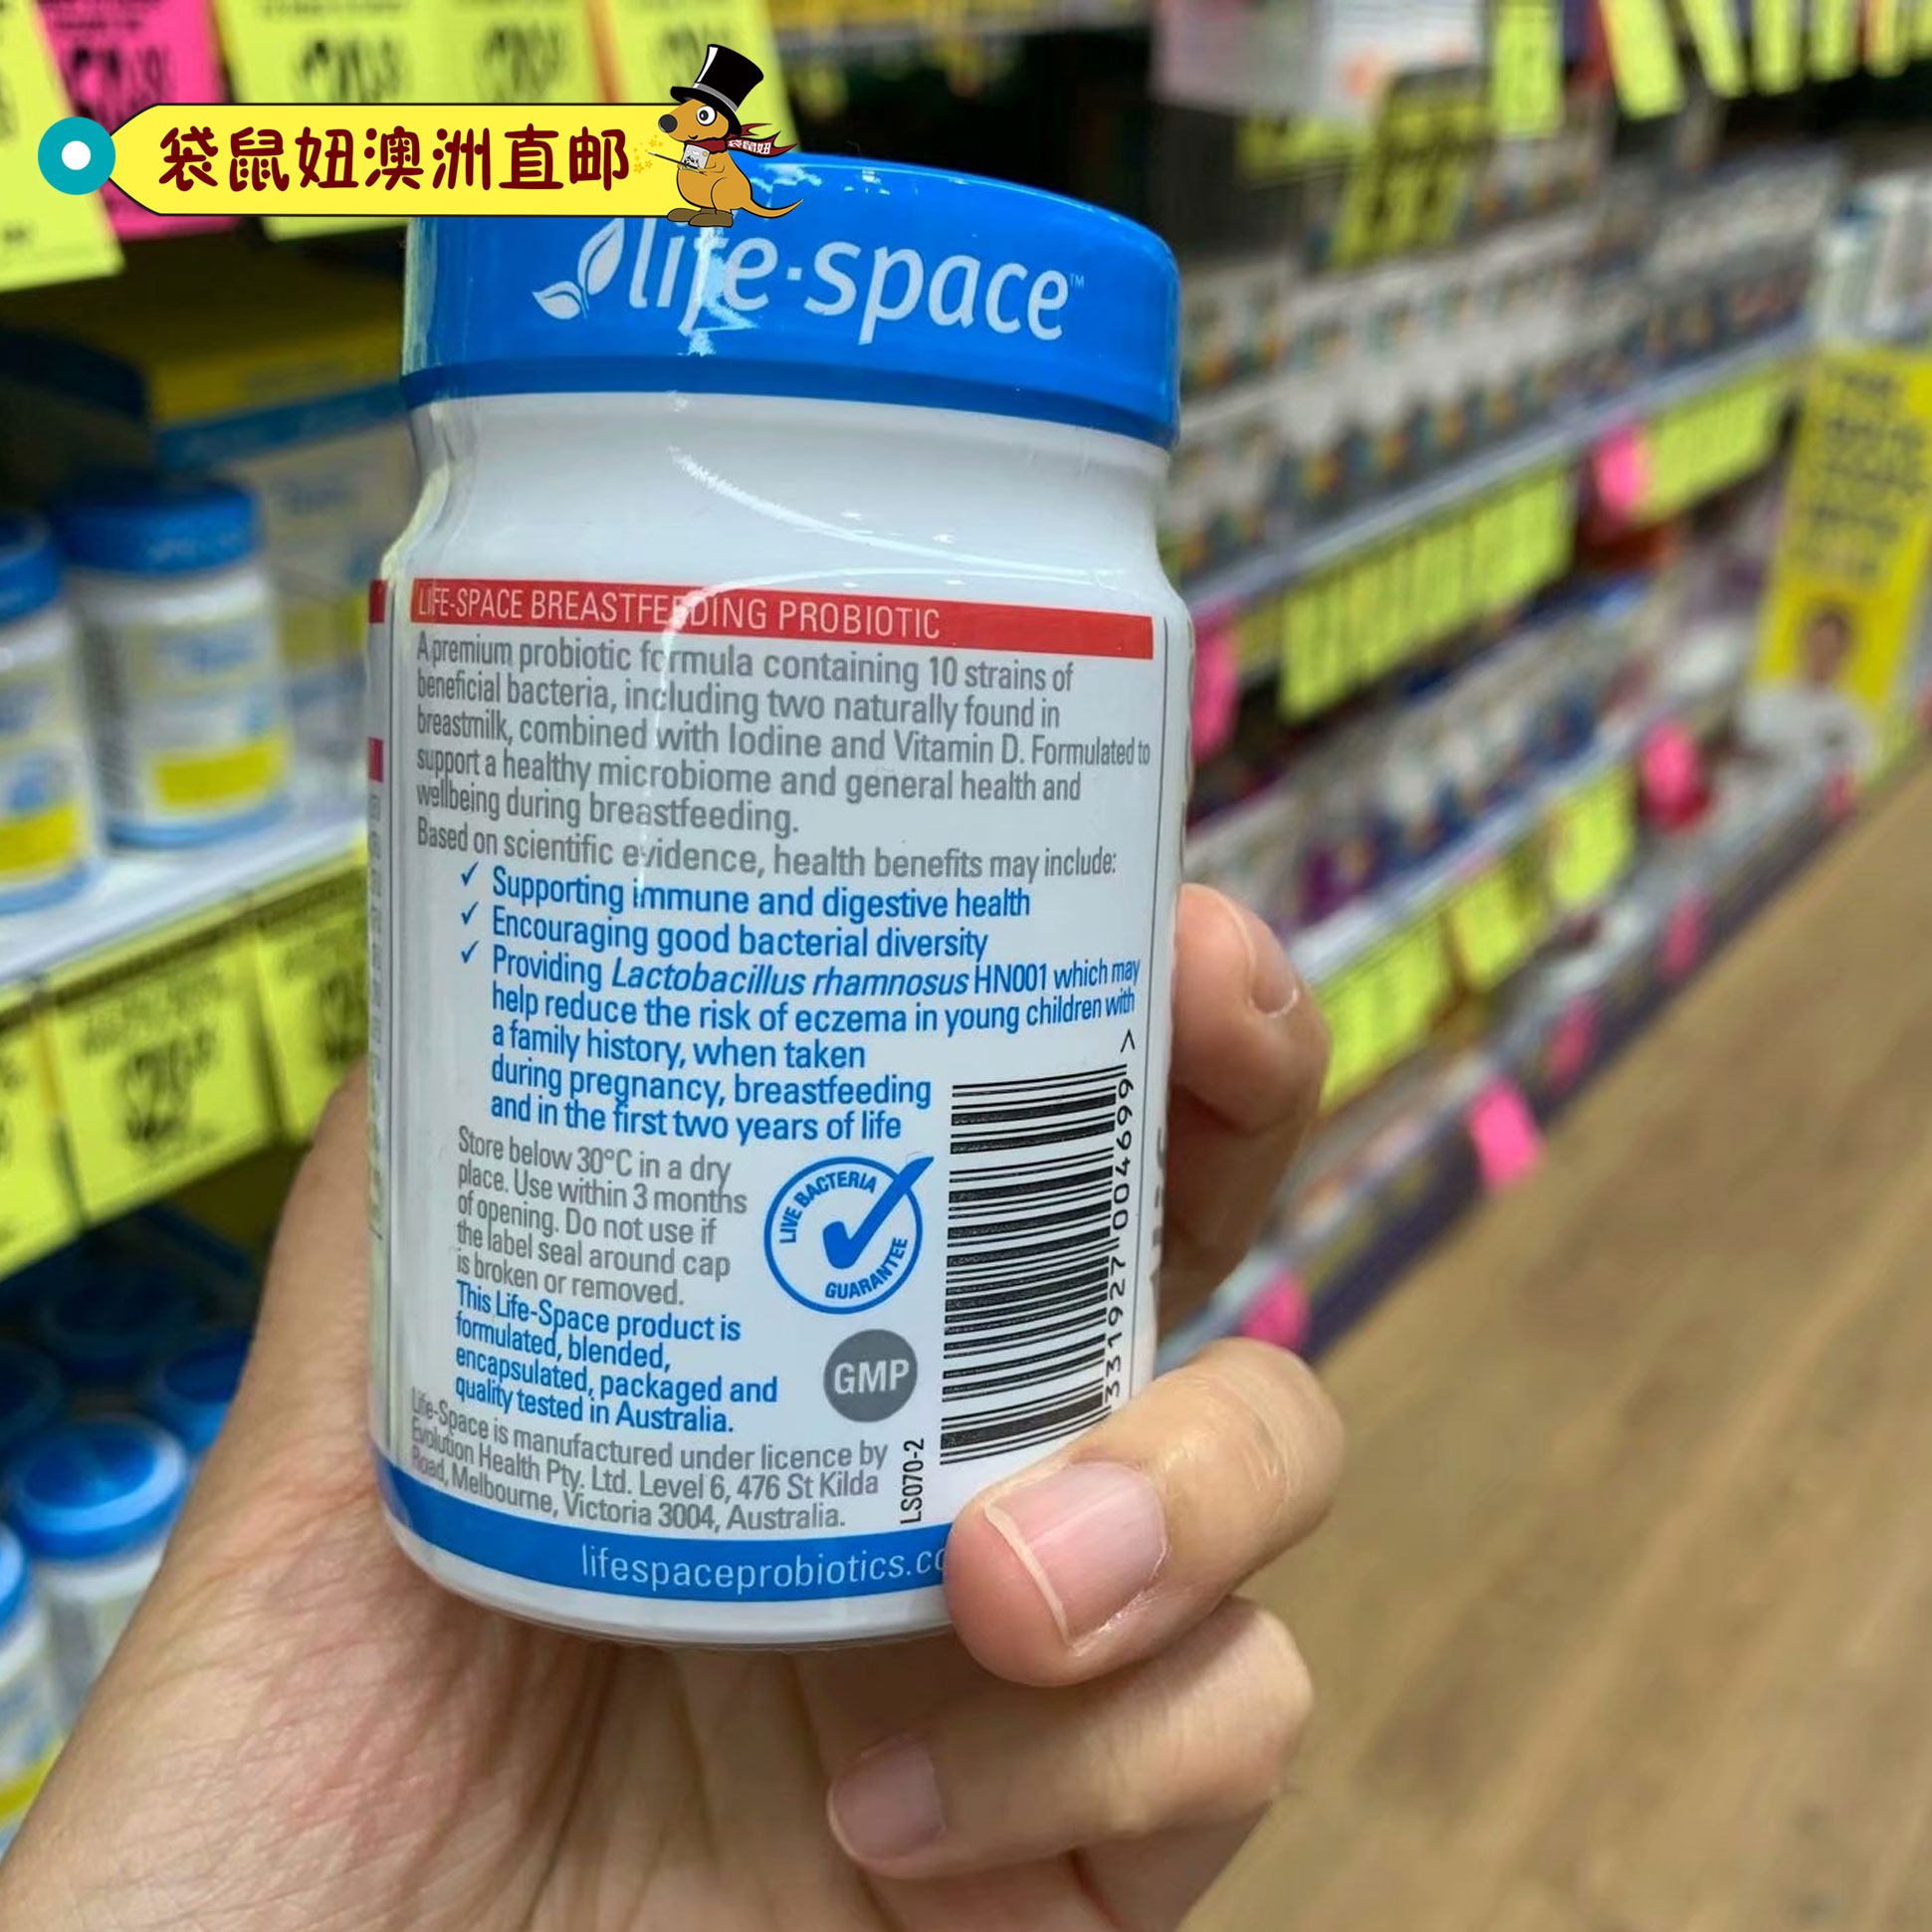 袋鼠妞澳洲直邮
袋鼠妞
life-space™
LIFE-SPACE BREASTFEEDING PROBIOTIC
A premium probiotic formula containing 10 strains of
beneficial bacteria, including two naturally found in
breastmilk, combined with Iodine and Vitamin D. Formulated to
support a healthy microbiome and general health and
wellbeing during breastfeeding.
Based on scientific evidence, health benefits may include:
✓ Supporting immune and digestive health
✓ Encouraging good bacterial diversity
✓ Providing Lactobacillus rhamnosus HN001 which may
help reduce the risk of eczema in young children with
a family history, when taken
during pregnancy, breastfeeding
and in the first two years of life
Store below 30°C in a dry
place. Use within 3 months
of opening. Do not use if
the label seal around cap
is broken or removed.
LIVE BACTERIA
GUARANTEE
This Life-Space product is
formulated, blended,
encapsulated, packaged and
quality tested in Australia.
GMP
9331927004699 >
Life-Space is manufactured under licence by
Evolution Health Pty. Ltd. Level 6, 476 St Kilda
Road, Melbourne, Victoria 3004, Australia.
LS070-2
lifespaceprobiotics.co